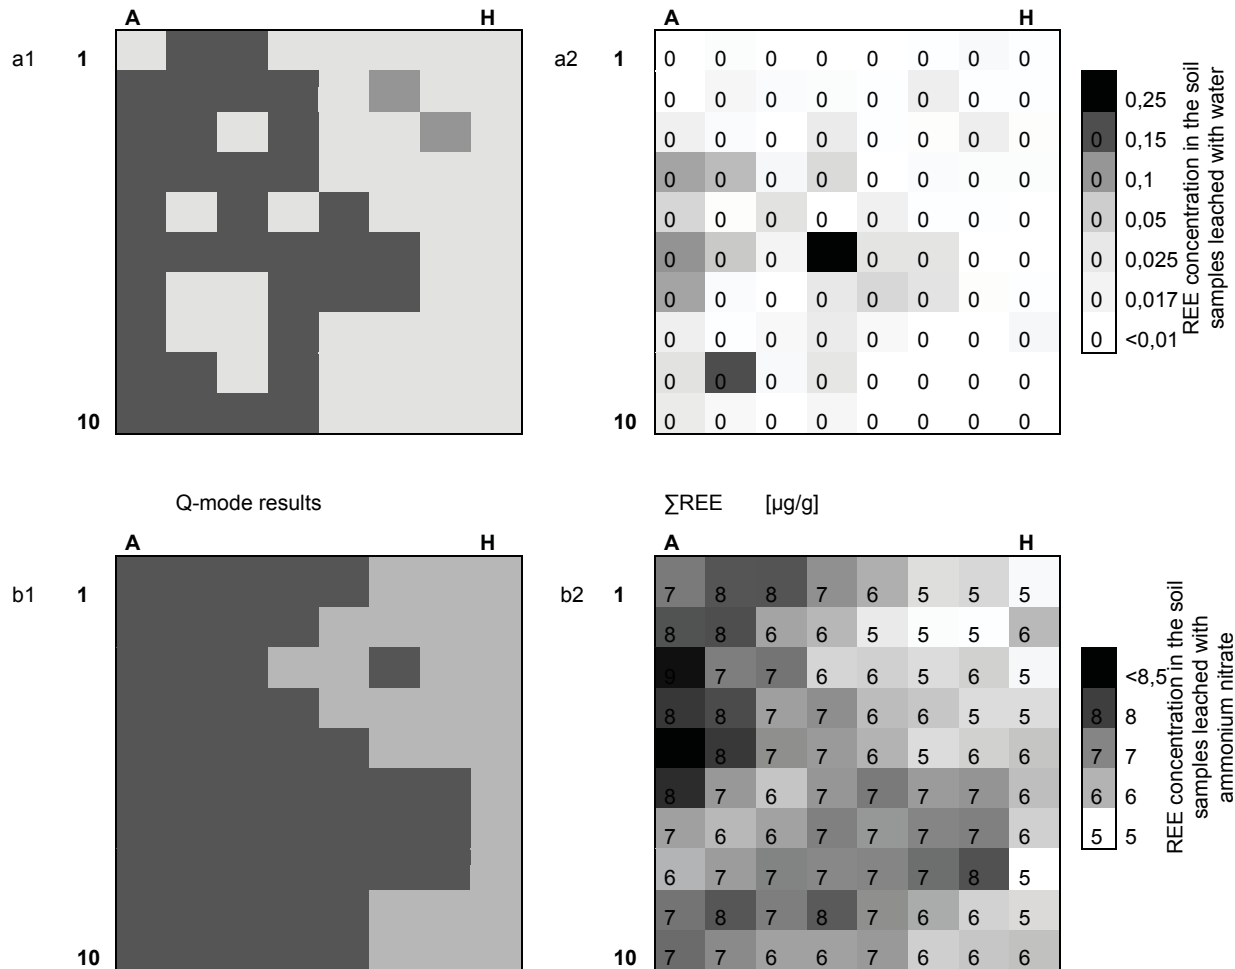 A H A H
a1 1 a2 1 0 0 0 0 0 0 0 0
0 0 0 0 0 0 0 0 0,25
0 0 0 0 0 0 0 0 0 0,15
0 0 0 0 0 0 0 0 0 0,1
0 0 0 0 0 0 0 0 0 0,05
0 0 0 0 0 0 0 0 0 0,025
0 0 0 0 0 0 0 0 0 0,017
0 0 0 0 0 0 0 0 0 <0,01
0 0 0 0 0 0 0 0
10 10 0 0 0 0 0 0 0 0
REE concentration in the soil
samples leached with water
Q-mode results ∑REE [µg/g]
A H A H
b1 1 b2 1 7 8 8 7 6 5 5 5
8 8 6 6 5 5 5 6
9 7 7 6 6 5 6 5 <8,5
8 8 7 7 6 6 5 5 8 8
8 7 7 6 5 6 6 7 7
8 7 6 7 7 7 7 6 6 6
7 6 6 7 7 7 7 6 5 5
6 7 7 7 7 7 8 5
7 8 7 8 7 6 6 5
10 10 7 7 6 6 7 6 6 6
REE concentration in the soil
samples leached with
ammonium nitrate